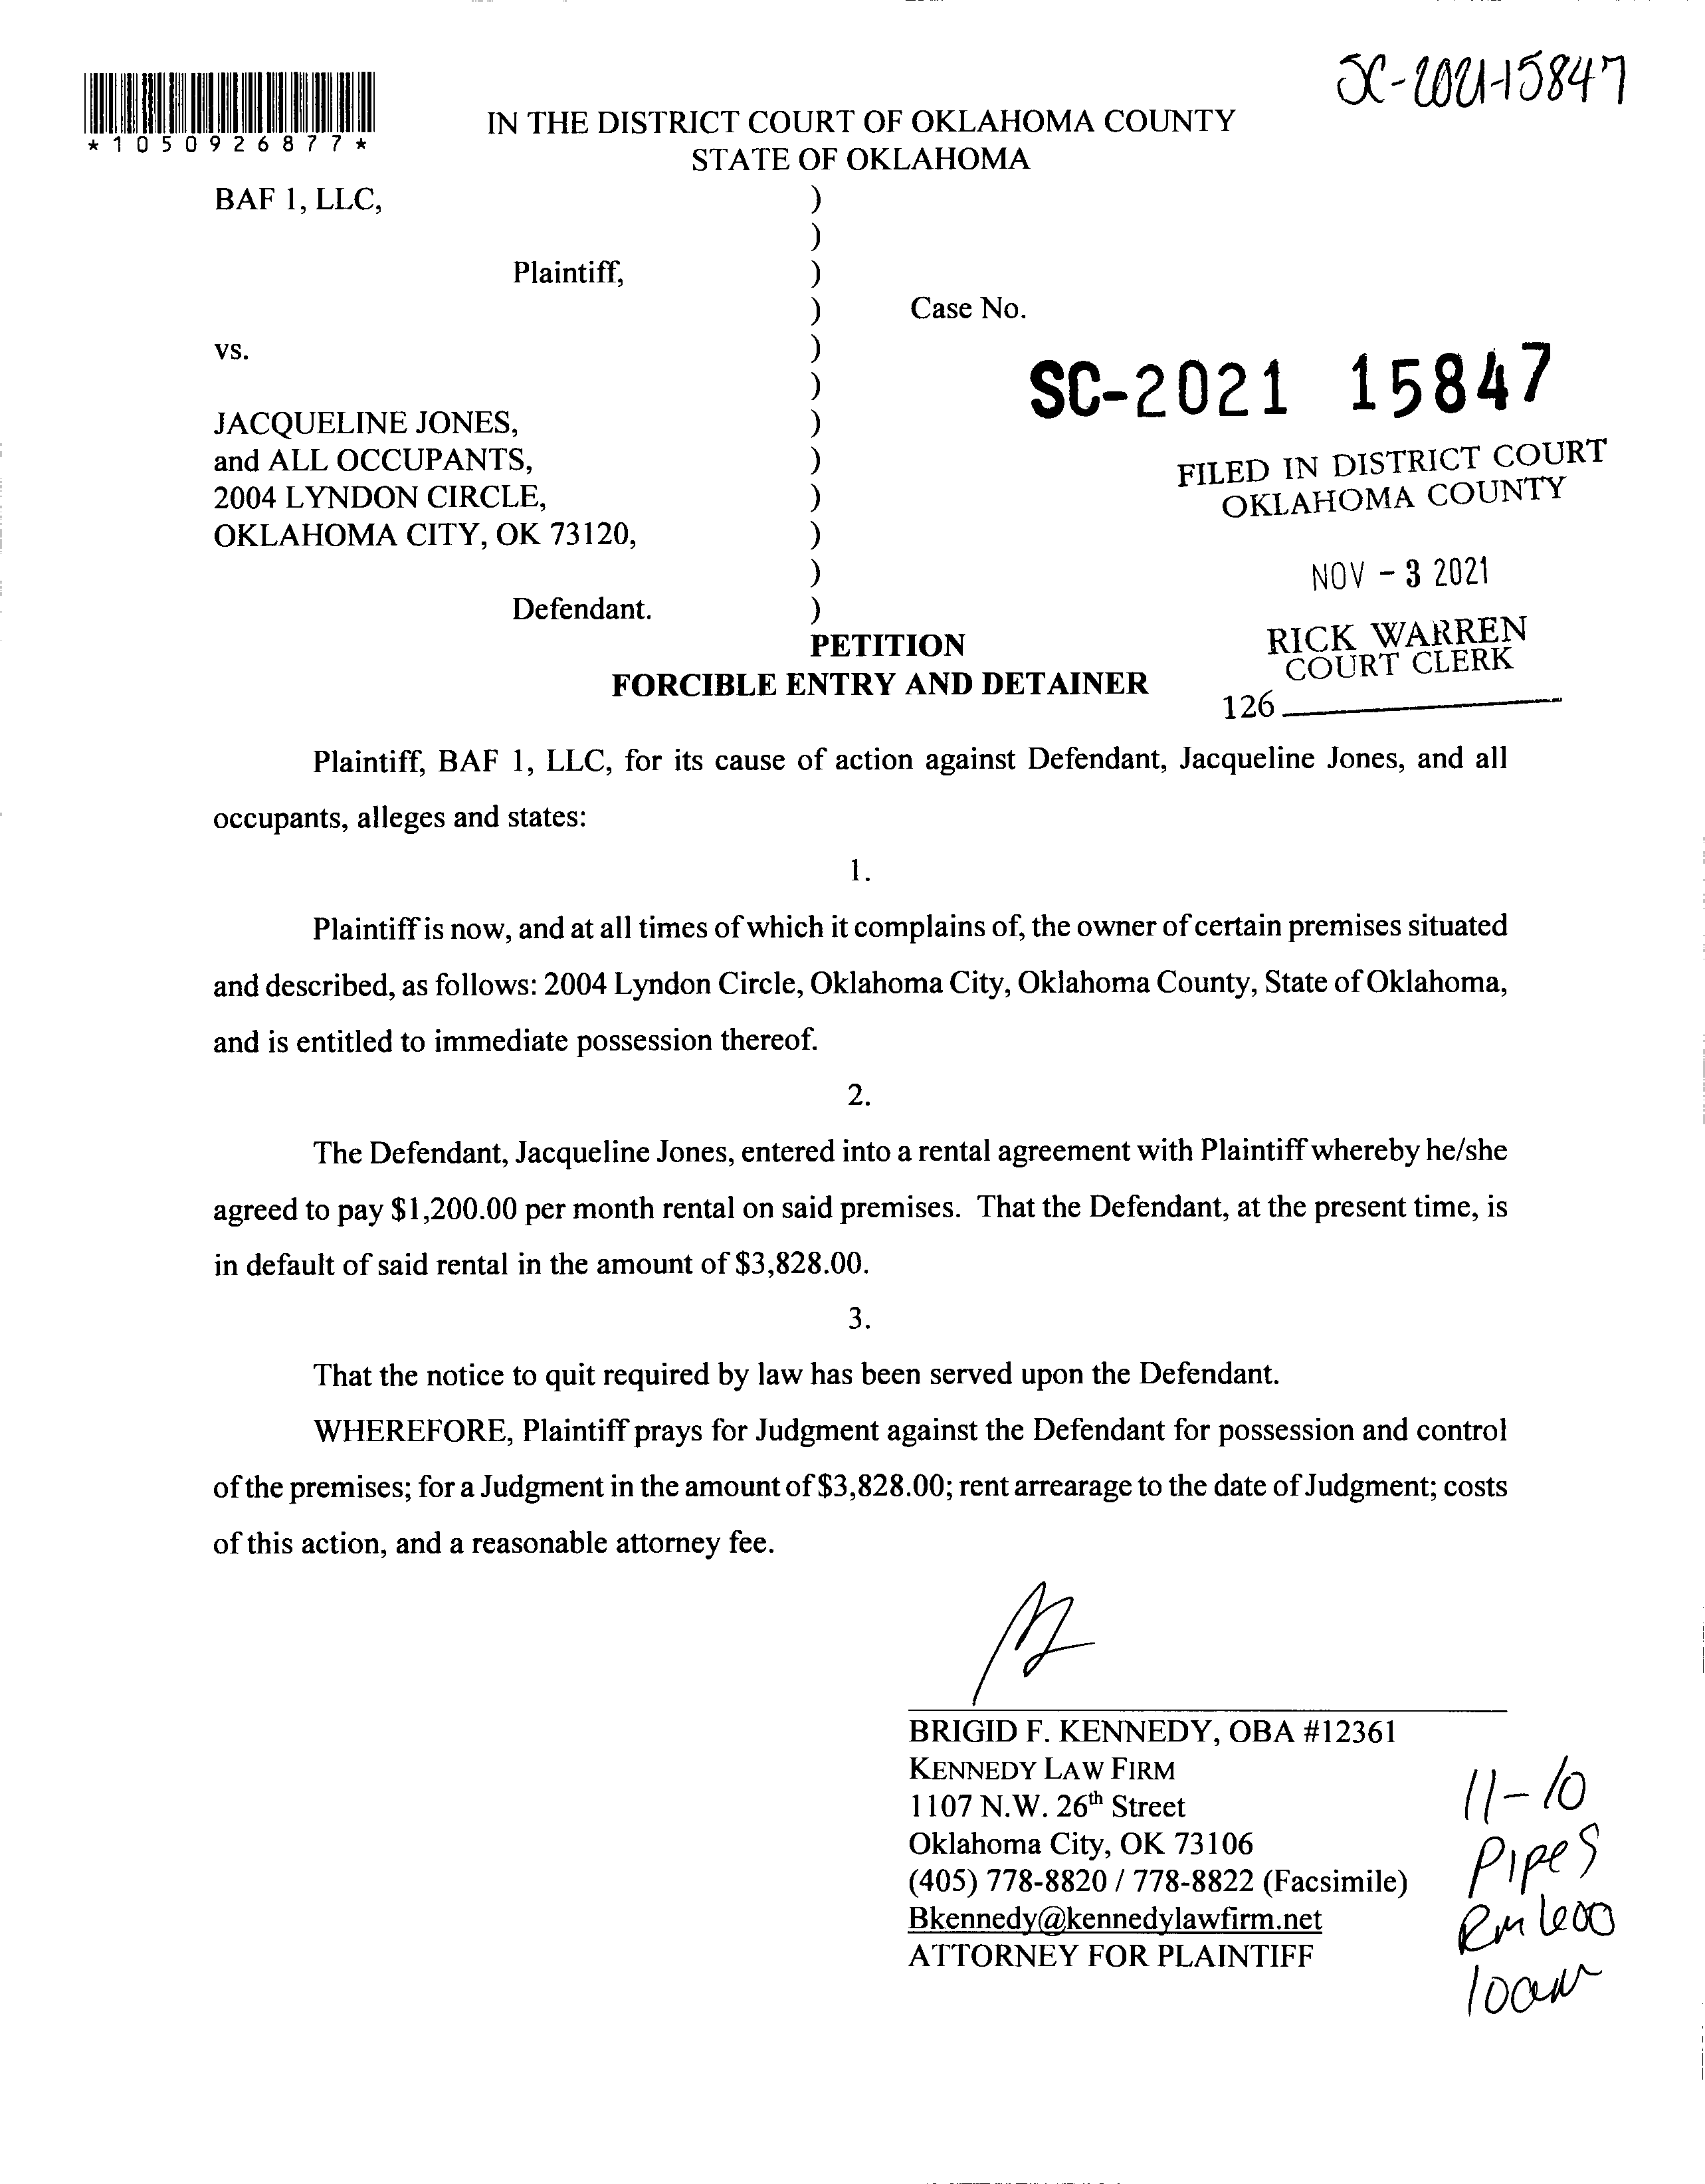 SC-2021-15847
*1050926877*
IN THE DISTRICT COURT OF OKLAHOMA COUNTY
STATE OF OKLAHOMA
BAF 1, LLC, )
)
Plaintiff, )
) Case No.
vs. )
) SC-2021 15847
JACQUELINE JONES, )
and ALL OCCUPANTS, )
2004 LYNDON CIRCLE, )
OKLAHOMA CITY, OK 73120, )
)
Defendant. )
FILED IN DISTRICT COURT
OKLAHOMA COUNTY
NOV - 3 2021
RICK WARREN
COURT CLERK
126
PETITION
FORCIBLE ENTRY AND DETAINER
Plaintiff, BAF 1, LLC, for its cause of action against Defendant, Jacqueline Jones, and all
occupants, alleges and states:
1.
Plaintiff is now, and at all times of which it complains of, the owner of certain premises situated
and described, as follows: 2004 Lyndon Circle, Oklahoma City, Oklahoma County, State of Oklahoma,
and is entitled to immediate possession thereof.
2.
The Defendant, Jacqueline Jones, entered into a rental agreement with Plaintiff whereby he/she
agreed to pay $1,200.00 per month rental on said premises. That the Defendant, at the present time, is
in default of said rental in the amount of $3,828.00.
3.
That the notice to quit required by law has been served upon the Defendant.
WHEREFORE, Plaintiff prays for Judgment against the Defendant for possession and control
of the premises; for a Judgment in the amount of $3,828.00; rent arrearage to the date of Judgment; costs
of this action, and a reasonable attorney fee.
BRIGID F. KENNEDY, OBA #12361
KENNEDY LAW FIRM
1107 N.W. 26th Street
Oklahoma City, OK 73106
(405) 778-8820 / 778-8822 (Facsimile)
Bkennedy@kennedylawfirm.net
ATTORNEY FOR PLAINTIFF
11-10
Pipes
Rm 600
10am